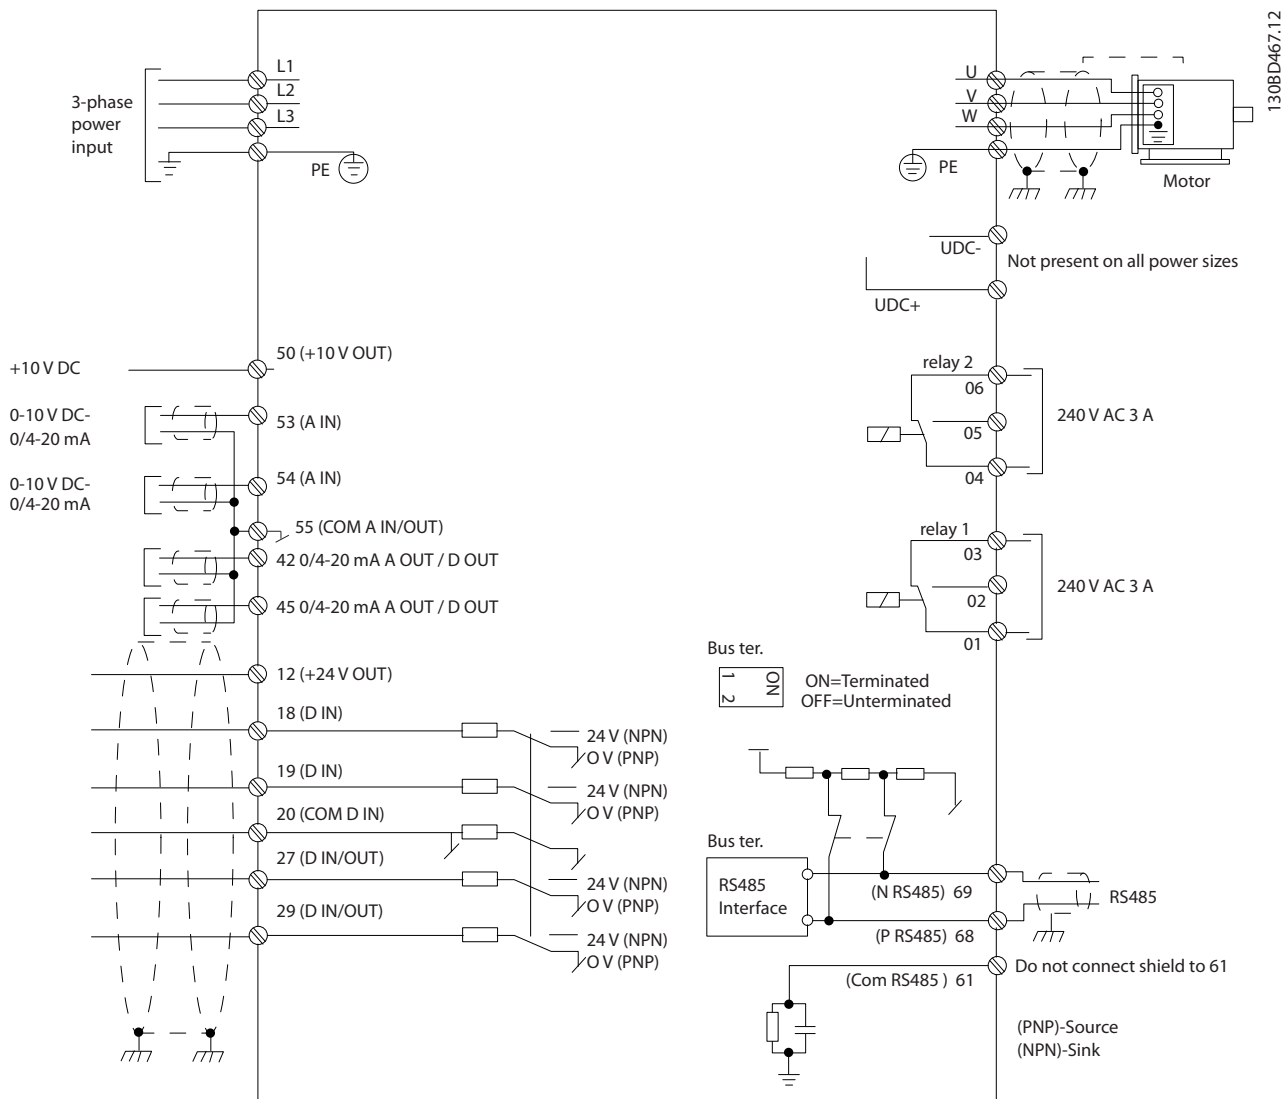 130BD467.12
3-phase
power
input
L1
L2
L3
PE
U
V
W
PE
Motor
UDC-
Not present on all power sizes
UDC+
+10 V DC
50 (+10 V OUT)
0-10 V DC-
0/4-20 mA
53 (A IN)
0-10 V DC-
0/4-20 mA
54 (A IN)
55 (COM A IN/OUT)
42 0/4-20 mA A OUT / D OUT
45 0/4-20 mA A OUT / D OUT
12 (+24 V OUT)
18 (D IN)
24 V (NPN)
O V (PNP)
19 (D IN)
24 V (NPN)
O V (PNP)
20 (COM D IN)
27 (D IN/OUT)
24 V (NPN)
O V (PNP)
29 (D IN/OUT)
24 V (NPN)
O V (PNP)
relay 2
06
05
04
240 V AC 3 A
relay 1
03
02
01
240 V AC 3 A
Bus ter.
1
2
ON
ON=Terminated
OFF=Unterminated
Bus ter.
RS485
Interface
(N RS485) 69
RS485
(P RS485) 68
(Com RS485 ) 61
Do not connect shield to 61
(PNP)-Source
(NPN)-Sink